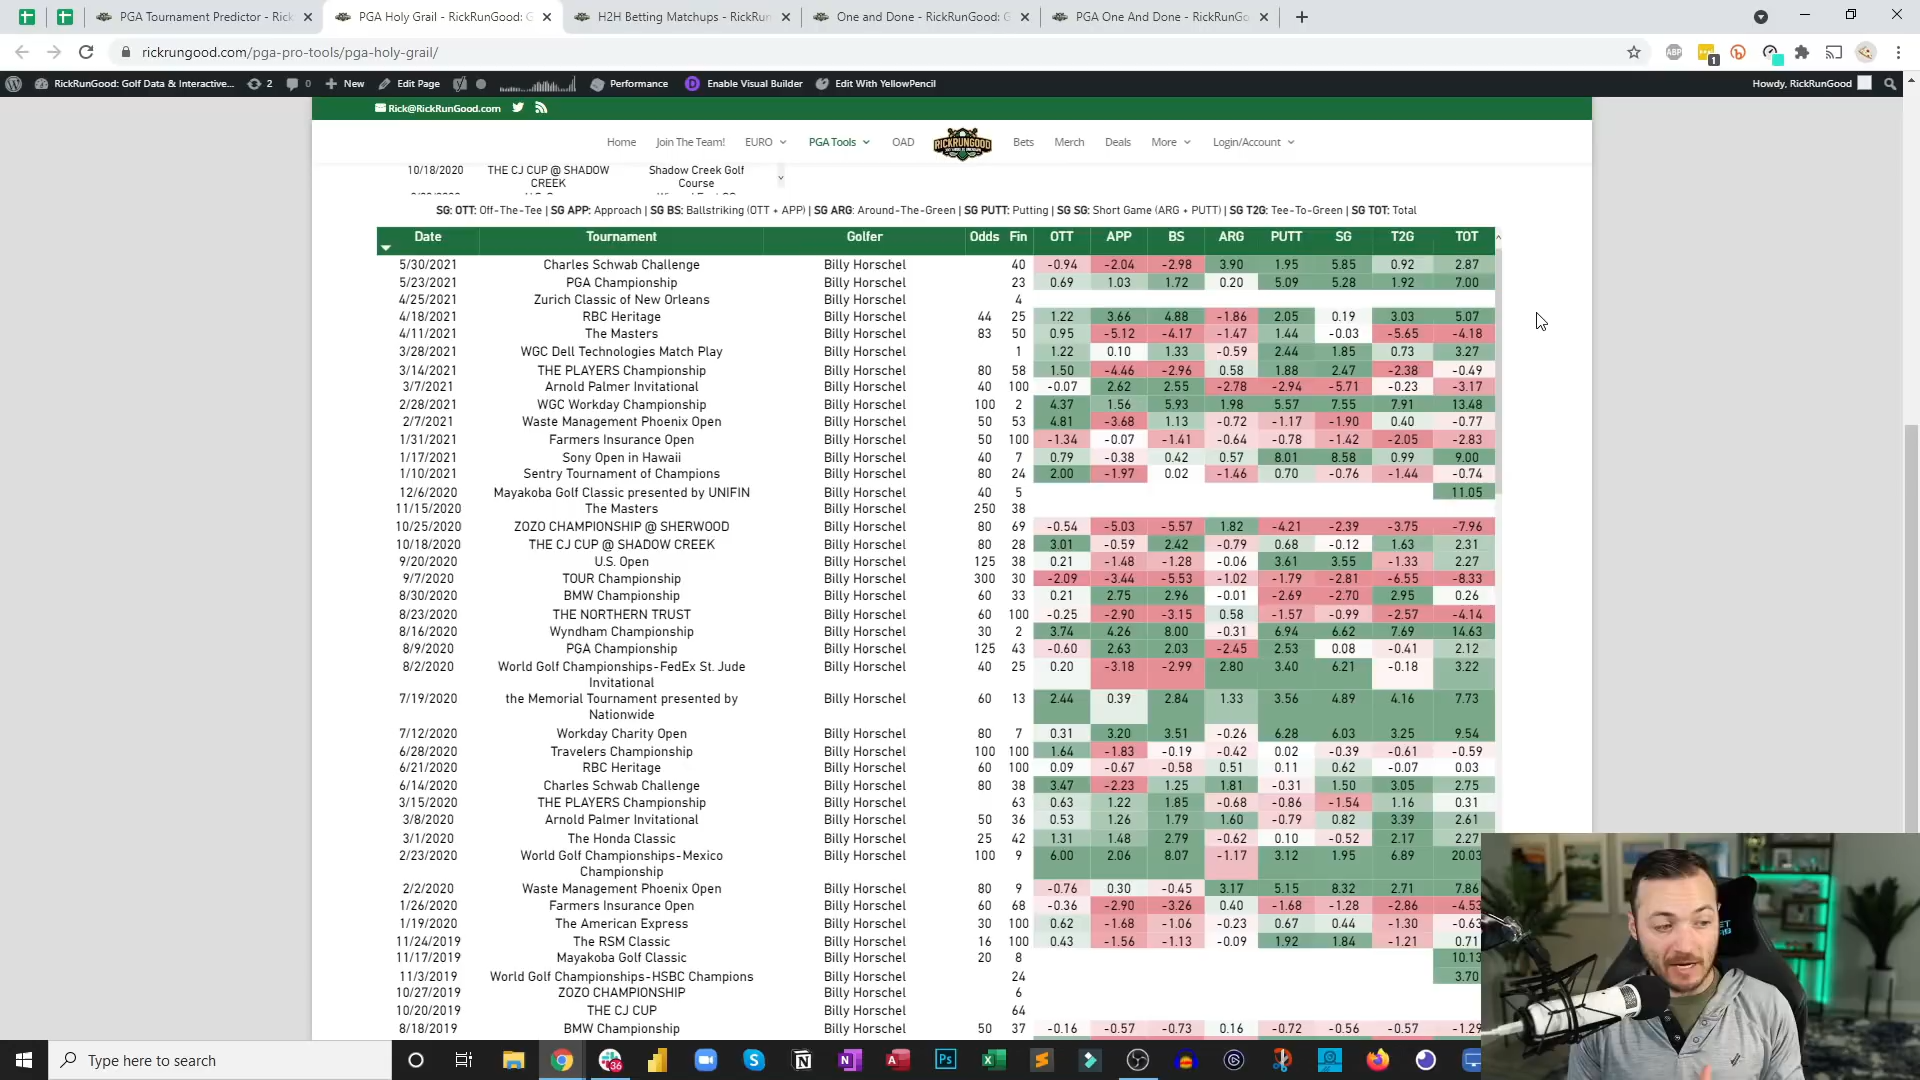 PGA Tournament Predictor - Rick
PGA Holy Grail - RickRunGood: G
H2H Betting Matchups - RickRun
One and Done - RickRunGood: G
PGA One And Done - RickRunGo
rickrungood.com/pga-pro-tools/pga-holy-grail/
RickRunGood: Golf Data & Interactive... 2 0 New Edit Page Performance Enable Visual Builder Edit With YellowPencil Howdy, RickRunGood
Rick@RickRunGood.com
Home Join The Team! EURO PGA Tools OAD RICKRUNGOOD Bets Merch Deals More Login/Account
10/18/2020 THE CJ CUP @ SHADOW CREEK Shadow Creek Golf Course
SG: OTT: Off-The-Tee | SG APP: Approach | SG BS: Ballstriking (OTT + APP) | SG ARG: Around-The-Green | SG PUTT: Putting | SG SG: Short Game (ARG + PUTT) | SG T2G: Tee-To-Green | SG TOT: Total
Date Tournament Golfer Odds Fin OTT APP BS ARG PUTT SG T2G TOT
5/30/2021 Charles Schwab Challenge Billy Horschel 40 -0.94 -2.04 -2.98 3.90 1.95 5.85 0.92 2.87
5/23/2021 PGA Championship Billy Horschel 23 0.69 1.03 1.72 0.20 5.09 5.28 1.92 7.00
4/25/2021 Zurich Classic of New Orleans Billy Horschel 4
4/18/2021 RBC Heritage Billy Horschel 44 25 1.22 3.66 4.88 -1.86 2.05 0.19 3.03 5.07
4/11/2021 The Masters Billy Horschel 83 50 0.95 -5.12 -4.17 -1.47 1.44 -0.03 -5.65 -4.18
3/28/2021 WGC Dell Technologies Match Play Billy Horschel 1 1.22 0.10 1.33 -0.59 2.44 1.85 0.73 3.27
3/14/2021 THE PLAYERS Championship Billy Horschel 80 58 1.50 -4.46 -2.96 0.58 1.88 2.47 -2.38 -0.49
3/7/2021 Arnold Palmer Invitational Billy Horschel 40 100 -0.07 2.62 2.55 -2.78 -2.94 -5.71 -0.23 -3.17
2/28/2021 WGC Workday Championship Billy Horschel 100 2 4.37 1.56 5.93 1.98 5.57 7.55 7.91 13.48
2/7/2021 Waste Management Phoenix Open Billy Horschel 50 53 4.81 -3.68 1.13 -0.72 -1.17 -1.90 0.40 -0.77
1/31/2021 Farmers Insurance Open Billy Horschel 50 100 -1.34 -0.07 -1.41 -0.64 -0.78 -1.42 -2.05 -2.83
1/17/2021 Sony Open in Hawaii Billy Horschel 40 7 0.79 -0.38 0.42 0.57 8.01 8.58 0.99 9.00
1/10/2021 Sentry Tournament of Champions Billy Horschel 80 24 2.00 -1.97 0.02 -1.46 0.70 -0.76 -1.44 -0.74
12/6/2020 Mayakoba Golf Classic presented by UNIFIN Billy Horschel 40 5 11.05
11/15/2020 The Masters Billy Horschel 250 38
10/25/2020 ZOZO CHAMPIONSHIP @ SHERWOOD Billy Horschel 80 69 -0.54 -5.03 -5.57 1.82 -4.21 -2.39 -3.75 -7.96
10/18/2020 THE CJ CUP @ SHADOW CREEK Billy Horschel 80 28 3.01 -0.59 2.42 -0.79 0.68 -0.12 1.63 2.31
9/20/2020 U.S. Open Billy Horschel 125 38 0.21 -1.48 -1.28 -0.06 3.61 3.55 -1.33 2.27
9/7/2020 TOUR Championship Billy Horschel 300 30 -2.09 -3.44 -5.53 -1.02 -1.79 -2.81 -6.55 -8.33
8/30/2020 BMW Championship Billy Horschel 60 33 0.21 2.75 2.96 -0.01 -2.69 -2.70 2.95 0.26
8/23/2020 THE NORTHERN TRUST Billy Horschel 60 100 -0.25 -2.90 -3.15 0.58 -1.57 -0.99 -2.57 -4.14
8/16/2020 Wyndham Championship Billy Horschel 30 2 3.74 4.26 8.00 -0.31 6.94 6.62 7.69 14.63
8/9/2020 PGA Championship Billy Horschel 125 43 -0.60 2.63 2.03 -2.45 2.53 0.08 -0.41 2.12
8/2/2020 World Golf Championships-FedEx St. Jude Invitational Billy Horschel 40 25 0.20 -3.18 -2.99 2.80 3.40 6.21 -0.18 3.22
7/19/2020 the Memorial Tournament presented by Nationwide Billy Horschel 60 13 2.44 0.39 2.84 1.33 3.56 4.89 4.16 7.73
7/12/2020 Workday Charity Open Billy Horschel 80 7 0.31 3.20 3.51 -0.26 6.28 6.03 3.25 9.54
6/28/2020 Travelers Championship Billy Horschel 100 100 1.64 -1.83 -0.19 -0.42 0.02 -0.39 -0.61 -0.59
6/21/2020 RBC Heritage Billy Horschel 60 100 0.09 -0.67 -0.58 0.51 0.11 0.62 -0.07 0.03
6/14/2020 Charles Schwab Challenge Billy Horschel 80 38 3.47 -2.23 1.25 1.81 -0.31 1.50 3.05 2.75
3/15/2020 THE PLAYERS Championship Billy Horschel 63 0.63 1.22 1.85 -0.68 -0.86 -1.54 1.16 0.31
3/8/2020 Arnold Palmer Invitational Billy Horschel 50 36 0.53 1.26 1.79 1.60 -0.79 0.82 3.39 2.61
3/1/2020 The Honda Classic Billy Horschel 25 42 1.31 1.48 2.79 -0.62 0.10 -0.52 2.17 2.27
2/23/2020 World Golf Championships-Mexico Championship Billy Horschel 100 9 6.00 2.06 8.07 -1.17 3.12 1.95 6.89 20.03
2/2/2020 Waste Management Phoenix Open Billy Horschel 80 9 -0.76 0.30 -0.45 3.17 5.15 8.32 2.71 7.86
1/26/2020 Farmers Insurance Open Billy Horschel 60 68 -0.36 -2.90 -3.26 0.40 -1.68 -1.28 -2.86 -4.53
1/19/2020 The American Express Billy Horschel 30 100 0.62 -1.68 -1.06 -0.23 0.67 0.44 -1.30 -0.63
11/24/2019 The RSM Classic Billy Horschel 16 100 0.43 -1.56 -1.13 -0.09 1.92 1.84 -1.21 0.71
11/17/2019 Mayakoba Golf Classic Billy Horschel 20 8 10.13
11/3/2019 World Golf Championships-HSBC Champions Billy Horschel 24 3.70
10/27/2019 ZOZO CHAMPIONSHIP Billy Horschel 6
10/20/2019 THE CJ CUP Billy Horschel 64
8/18/2019 BMW Championship Billy Horschel 50 37 -0.16 -0.57 -0.73 0.16 -0.72 -0.56 -0.57 -1.29
Type here to search